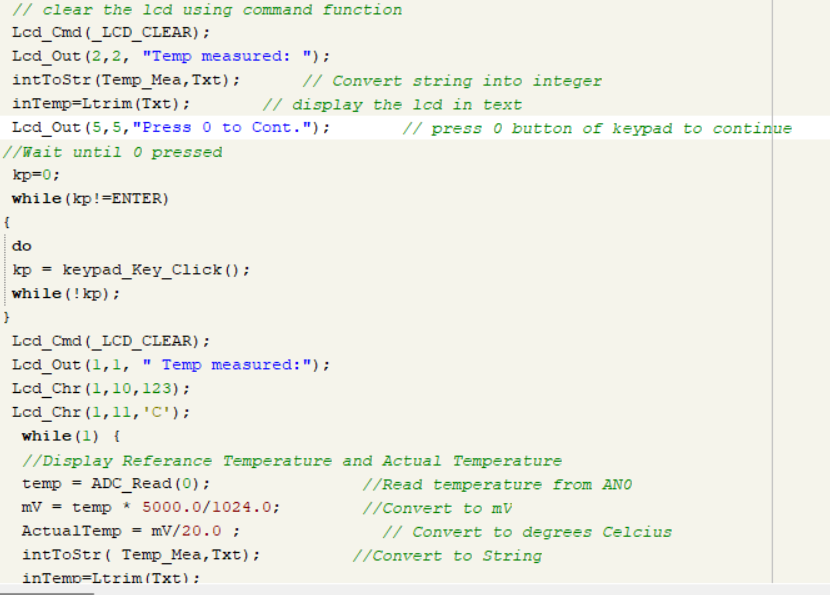 // clear the lcd using command function
Lcd_Cmd(_LCD_CLEAR);
Lcd_Out(2,2, "Temp measured: ");
intToStr(Temp_Mea,Txt);      // Convert string into integer
inTemp=Ltrim(Txt);       // display the lcd in text
Lcd_Out(5,5,"Press 0 to Cont.");       // press 0 button of keypad to continue
//Wait until 0 pressed
kp=0;
while(kp!=ENTER)
{
do
kp = keypad_Key_Click();
while(!kp);
}
Lcd_Cmd(_LCD_CLEAR);
Lcd_Out(1,1, " Temp measured:");
Lcd_Chr(1,10,123);
Lcd_Chr(1,11,'C');
while(1) {
//Display Referance Temperature and Actual Temperature
temp = ADC_Read(0);               //Read temperature from AN0
mV = temp * 5000.0/1024.0;        //Convert to mV
ActualTemp = mV/20.0 ;              // Convert to degrees Celcius
intToStr( Temp_Mea,Txt);         //Convert to String
inTemp=Ltrim(Txt);